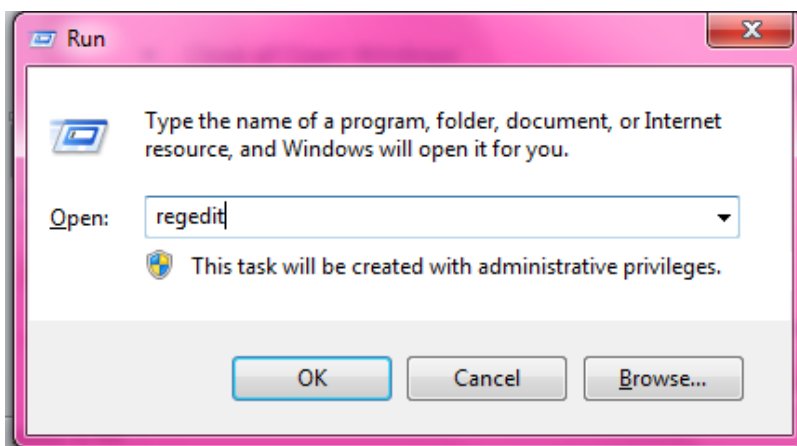 Run
Type the name of a program, folder, document, or Internet
resource, and Windows will open it for you.
Open: regedit
This task will be created with administrative privileges.
OK Cancel Browse...